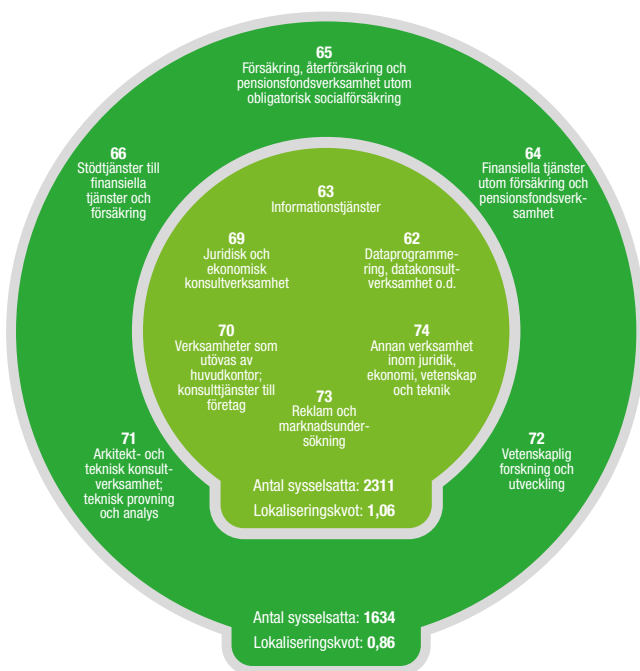 65
Försäkring, återförsäkring och
pensionsfondsverksamhet utom
obligatorisk socialförsäkring
66
Stödtjänster till
finansiella
tjänster och
försäkring
64
Finansiella tjänster
utom försäkring och
pensionsfondsverk-
samhet
63
Informationstjänster
69
Juridisk och
ekonomisk
konsultverksamhet
62
Dataprogramme-
ring, datakonsult-
verksamhet o.d.
70
Verksamheter som
utövas av
huvudkontor;
konsulttjänster till
företag
74
Annan verksamhet
inom juridik,
ekonomi, vetenskap
och teknik
73
Reklam och
marknadsunder-
sökning
71
Arkitekt- och
teknisk konsult-
verksamhet;
teknisk provning
och analys
72
Vetenskaplig
forskning och
utveckling
Antal sysselsatta: 2311
Lokaliseringskvot: 1,06
Antal sysselsatta: 1634
Lokaliseringskvot: 0,86